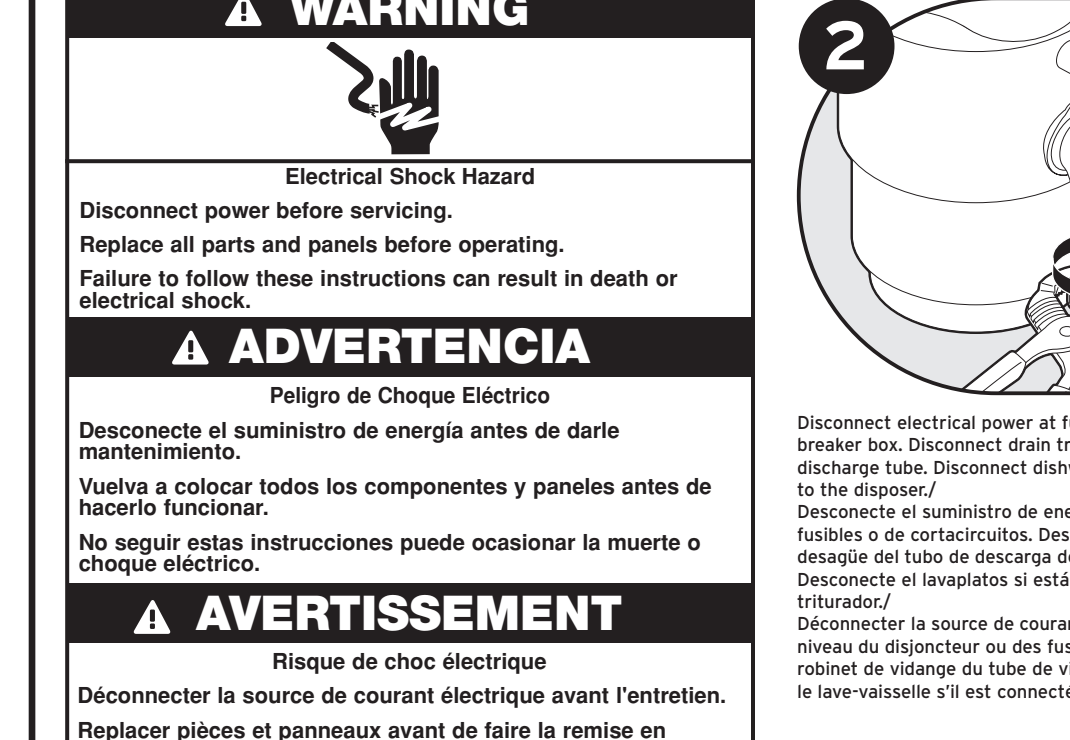 WARNING
Electrical Shock Hazard
Disconnect power before servicing.
Replace all parts and panels before operating.
Failure to follow these instructions can result in death or
electrical shock.
ADVERTENCIA
Peligro de Choque Eléctrico
Desconecte el suministro de energía antes de darle
mantenimiento.
Vuelva a colocar todos los componentes y paneles antes de
hacerlo funcionar.
No seguir estas instrucciones puede ocasionar la muerte o
choque eléctrico.
AVERTISSEMENT
Risque de choc électrique
Déconnecter la source de courant électrique avant l'entretien.
Replacer pièces et panneaux avant de faire la remise en
2
Disconnect electrical power at
breaker box. Disconnect drain
discharge tube. Disconnect
to the disposer./
Desconecte el suministro de
fusibles o de cortacircuitos.
desagüe del tubo de descarga
Desconecte el lavaplatos si está
triturador./
Déconnecter la source de
niveau du disjoncteur ou des
robinet de vidange du tube de
le lave-vaisselle s’il est